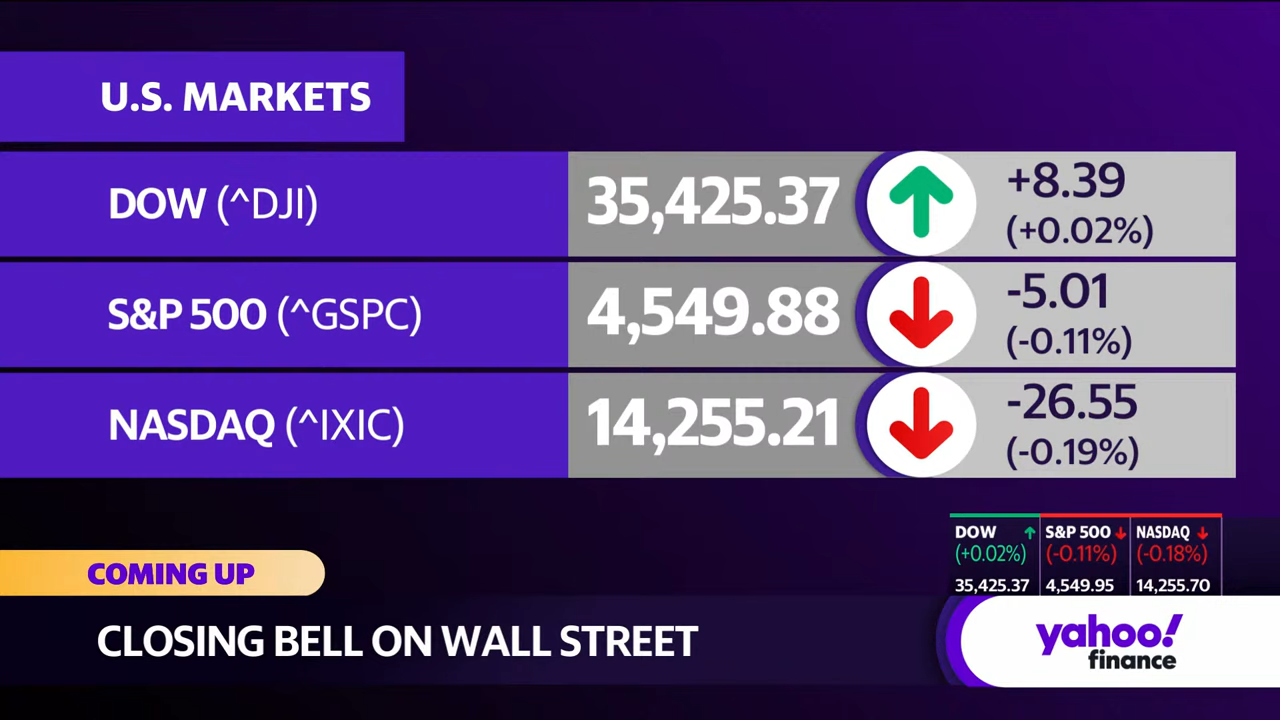 U.S. MARKETS
DOW (^DJI) 35,425.37 +8.39
(+0.02%)
S&P 500 (^GSPC) 4,549.88 -5.01
(-0.11%)
NASDAQ (^IXIC) 14,255.21 -26.55
(-0.19%)
DOW S&P 500 NASDAQ
(+0.02%) (-0.11%) (-0.18%)
35,425.37 4,549.95 14,255.70
COMING UP
CLOSING BELL ON WALL STREET
yahoo!
finance